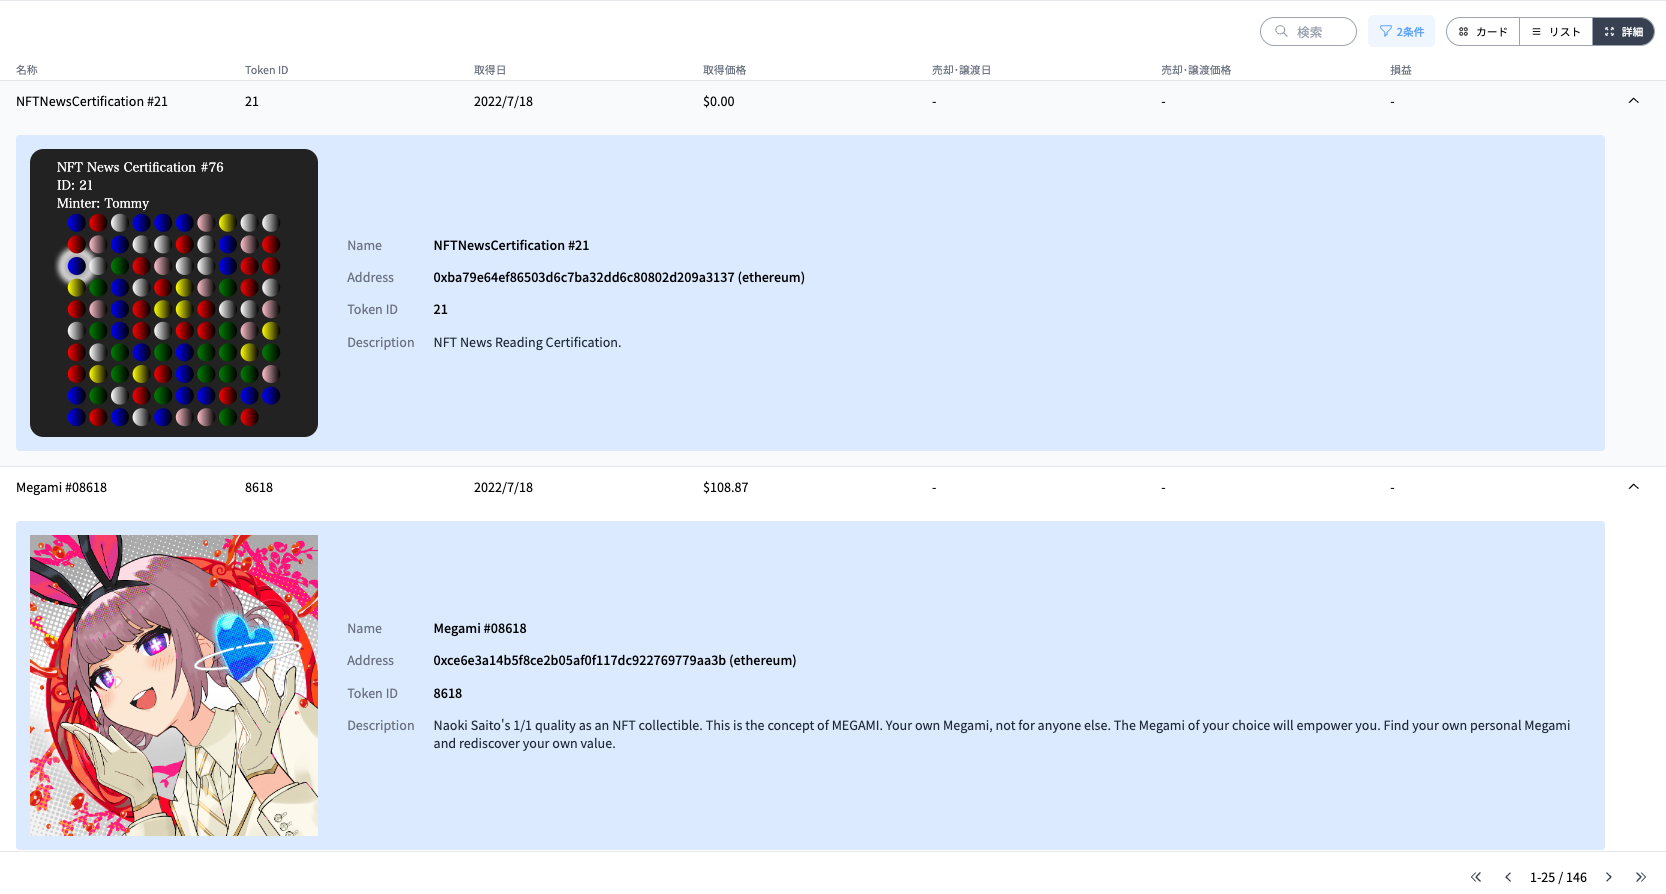 検索
2条件
カード
リスト
詳細
名称 Token ID 取得日 取得価格 売却・譲渡日 売却・譲渡価格 損益
NFTNewsCertification #21 21 2022/7/18 $0.00 - - -
NFT News Certification #76
ID: 21
Minter: Tommy
Name NFTNewsCertification #21
Address 0xba79e64ef86503d6c7ba32dd6c80802d209a3137 (ethereum)
Token ID 21
Description NFT News Reading Certification.
Megami #08618 8618 2022/7/18 $108.87 - - -
Name Megami #08618
Address 0xce6e3a14b5f8ce2b05af0f117dc922769779aa3b (ethereum)
Token ID 8618
Description Naoki Saito's 1/1 quality as an NFT collectible. This is the concept of MEGAMI. Your own Megami, not for anyone else. The Megami of your choice will empower you. Find your own personal Megami
and rediscover your own value.
1-25 / 146